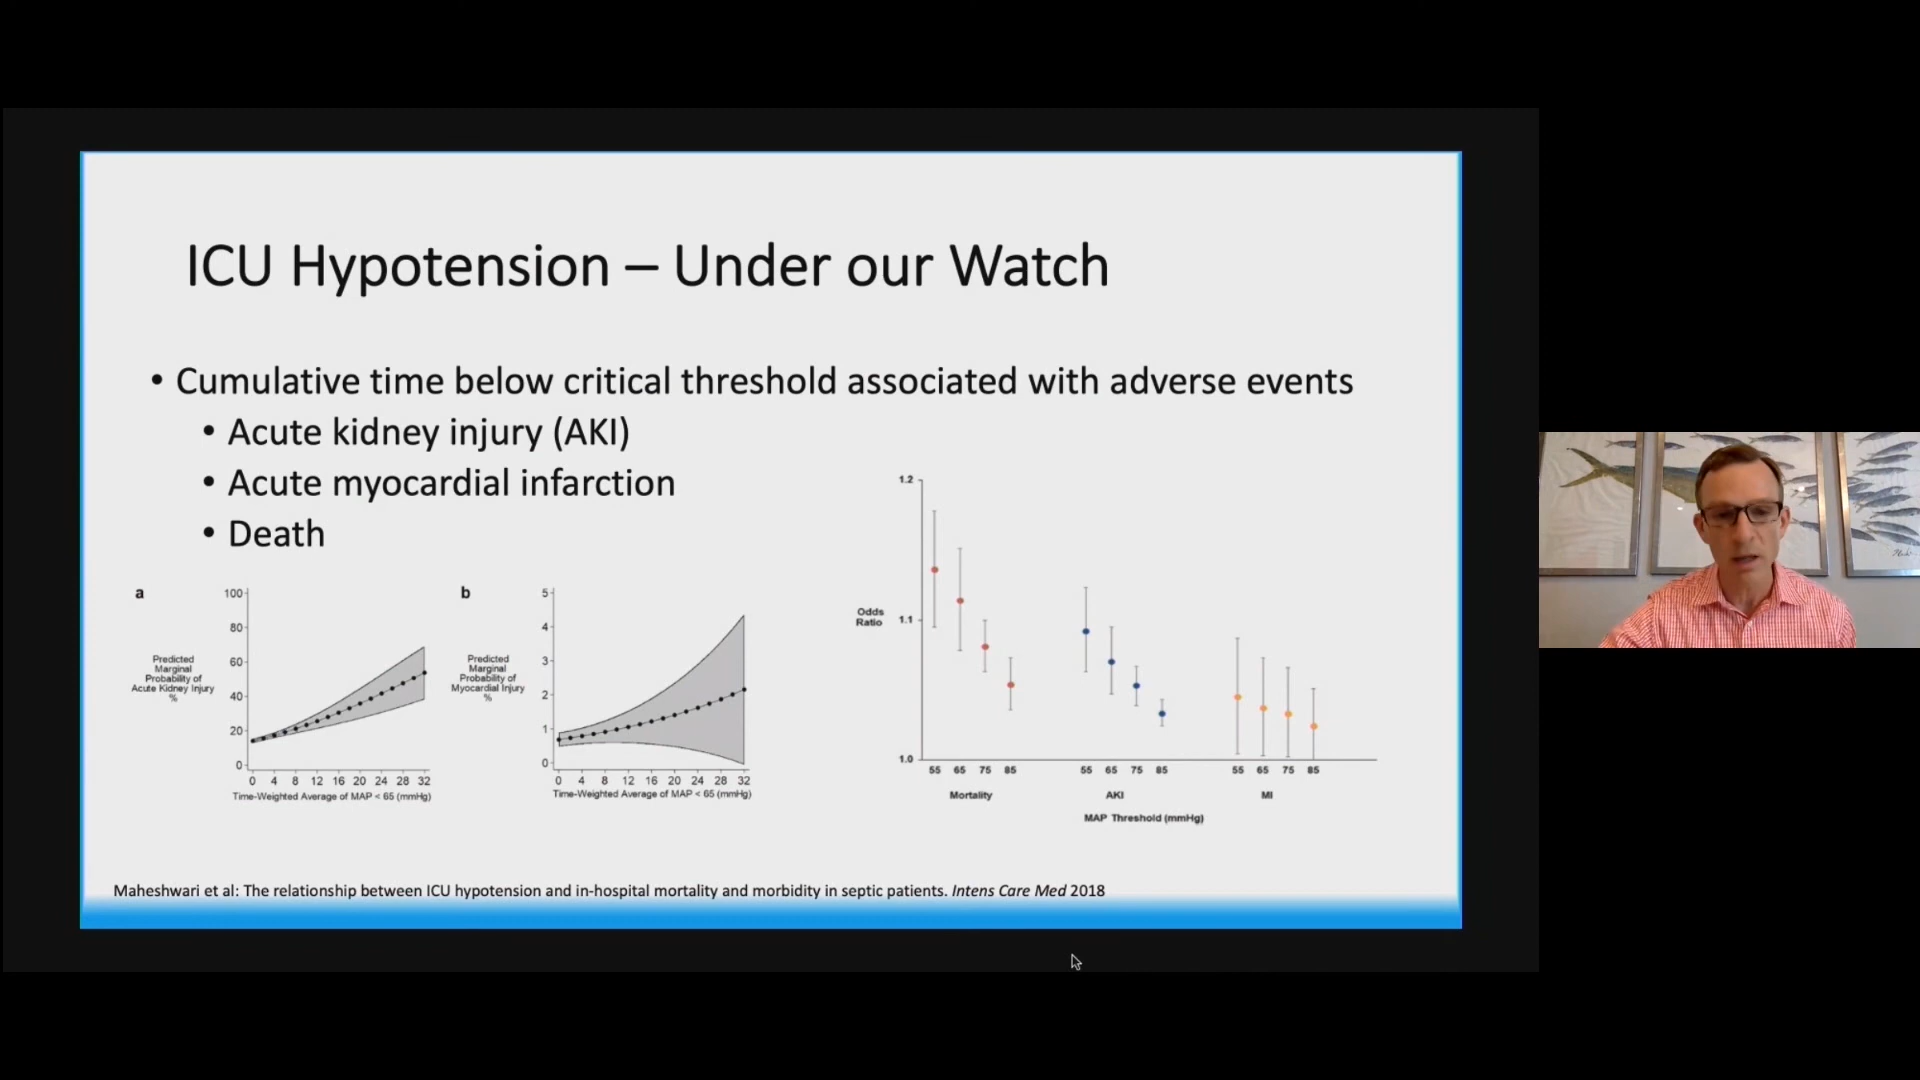 ICU Hypotension – Under our Watch
• Cumulative time below critical threshold associated with adverse events
• Acute kidney injury (AKI)
• Acute myocardial infarction
• Death
a
100
80
60
40
20
0
Predicted
Marginal
Probability of
Acute Kidney Injury
%
0 4 8 12 16 20 24 28 32
Time-Weighted Average of MAP < 65 (mmHg)
b
5
4
3
2
1
0
Predicted
Marginal
Probability of
Myocardial Injury
%
0 4 8 12 16 20 24 28 32
Time-Weighted Average of MAP < 65 (mmHg)
1.2
1.1
1.0
Odds
Ratio
55 65 75 85 55 65 75 85 55 65 75 85
Mortality AKI MI
MAP Threshold (mmHg)
Maheshwari et al: The relationship between ICU hypotension and in-hospital mortality and morbidity in septic patients. Intens Care Med 2018